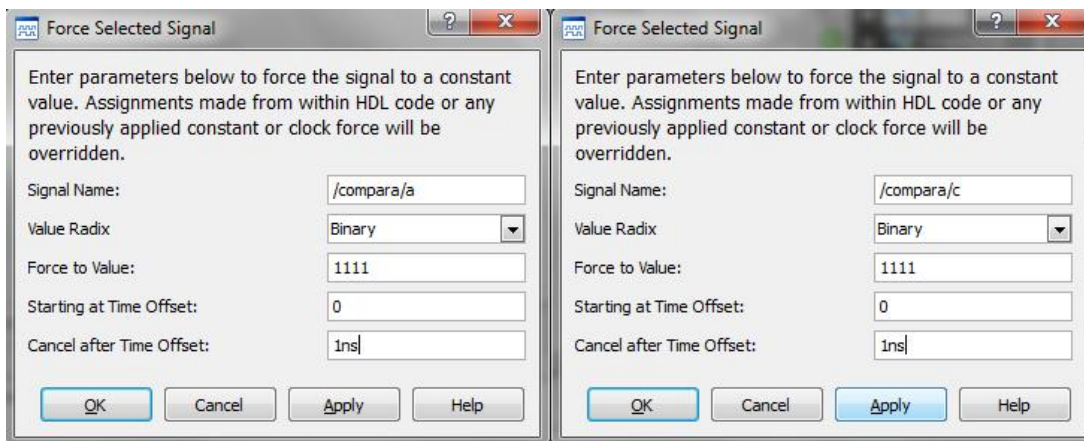 Force Selected Signal
Enter parameters below to force the signal to a constant
value. Assignments made from within HDL code or any
previously applied constant or clock force will be
overridden.
Signal Name: /compara/a
Value Radix Binary
Force to Value: 1111
Starting at Time Offset: 0
Cancel after Time Offset: 1ns
OK Cancel Apply Help
Force Selected Signal
Enter parameters below to force the signal to a constant
value. Assignments made from within HDL code or any
previously applied constant or clock force will be
overridden.
Signal Name: /compara/c
Value Radix Binary
Force to Value: 1111
Starting at Time Offset: 0
Cancel after Time Offset: 1ns
OK Cancel Apply Help